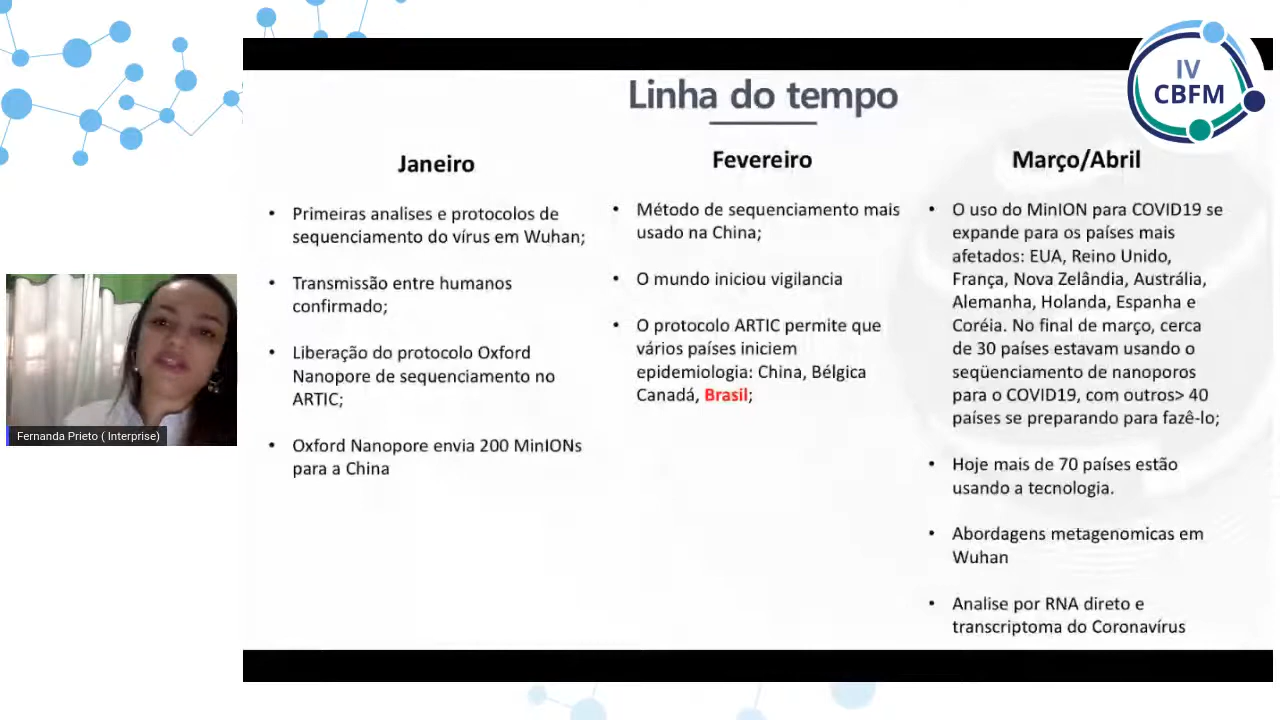 IV
CBFM
Linha do tempo
Janeiro
• Primeiras analises e protocolos de
sequenciamento do vírus em Wuhan;
• Transmissão entre humanos
confirmado;
• Liberação do protocolo Oxford
Nanopore de sequenciamento no
ARTIC;
• Oxford Nanopore envia 200 MinIONs
para a China
Fevereiro
• Método de sequenciamento mais
usado na China;
• O mundo iniciou vigilancia
• O protocolo ARTIC permite que
vários países iniciem
epidemiologia: China, Bélgica
Canadá, Brasil;
Março/Abril
• O uso do MinION para COVID19 se
expande para os países mais
afetados: EUA, Reino Unido,
França, Nova Zelândia, Austrália,
Alemanha, Holanda, Espanha e
Coréia. No final de março, cerca
de 30 países estavam usando o
seqüenciamento de nanoporos
para o COVID19, com outros> 40
países se preparando para fazê-lo;
• Hoje mais de 70 países estão
usando a tecnologia.
• Abordagens metagenomicas em
Wuhan
• Analise por RNA direto e
transcriptoma do Coronavírus
Fernanda Prieto ( Interprise)